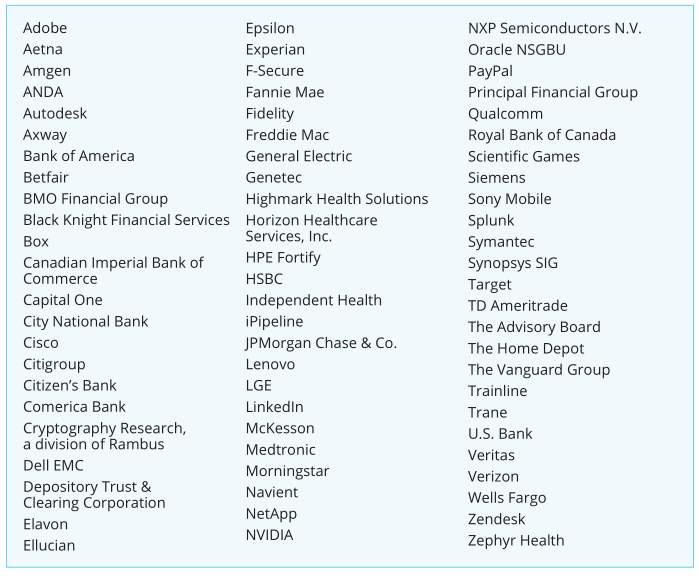 Adobe
Aetna
Amgen
ANDA
Autodesk
Axway
Bank of America
Betfair
BMO Financial Group
Black Knight Financial Services
Box
Canadian Imperial Bank of
Commerce
Capital One
City National Bank
Cisco
Citigroup
Citizen’s Bank
Comerica Bank
Cryptography Research,
a division of Rambus
Dell EMC
Depository Trust &
Clearing Corporation
Elavon
Ellucian
Epsilon
Experian
F-Secure
Fannie Mae
Fidelity
Freddie Mac
General Electric
Genetec
Highmark Health Solutions
Horizon Healthcare
Services, Inc.
HPE Fortify
HSBC
Independent Health
iPipeline
JPMorgan Chase & Co.
Lenovo
LGE
LinkedIn
McKesson
Medtronic
Morningstar
Navient
NetApp
NVIDIA
NXP Semiconductors N.V.
Oracle NSGBU
PayPal
Principal Financial Group
Qualcomm
Royal Bank of Canada
Scientific Games
Siemens
Sony Mobile
Splunk
Symantec
Synopsys SIG
Target
TD Ameritrade
The Advisory Board
The Home Depot
The Vanguard Group
Trainline
Trane
U.S. Bank
Veritas
Verizon
Wells Fargo
Zendesk
Zephyr Health